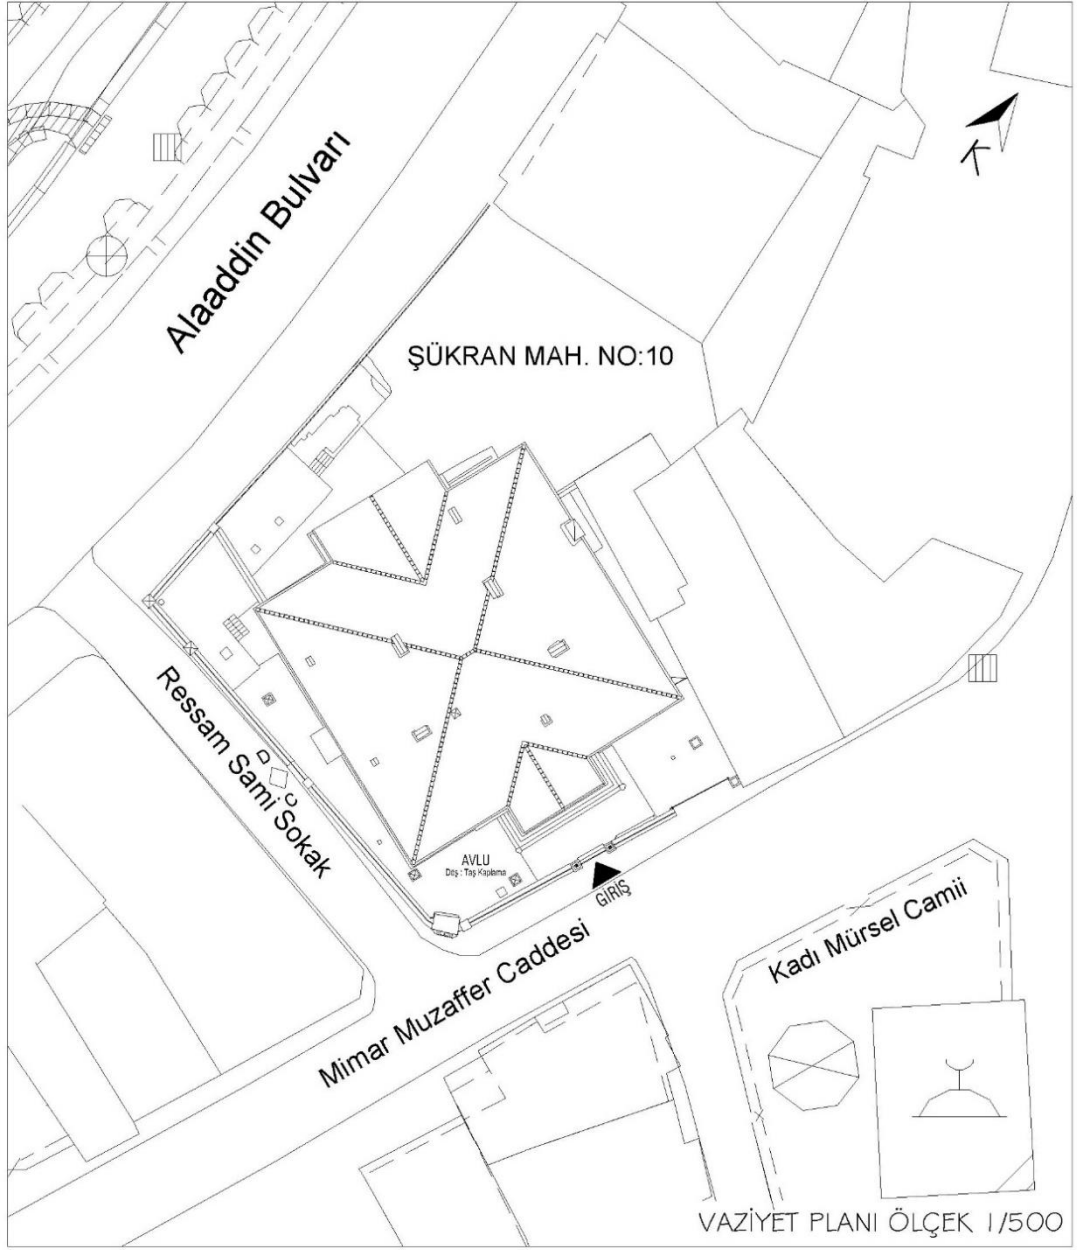 K
Alaaddin Bulvarı
ŞÜKRAN MAH. NO:10
Ressam Sami Sokak
AVLU
Döş : Taş Kaplama
GİRİŞ
Kadı Mürsel Camii
Mimar Muzaffer Caddesi
VAZİYET PLANI ÖLÇEK 1/500